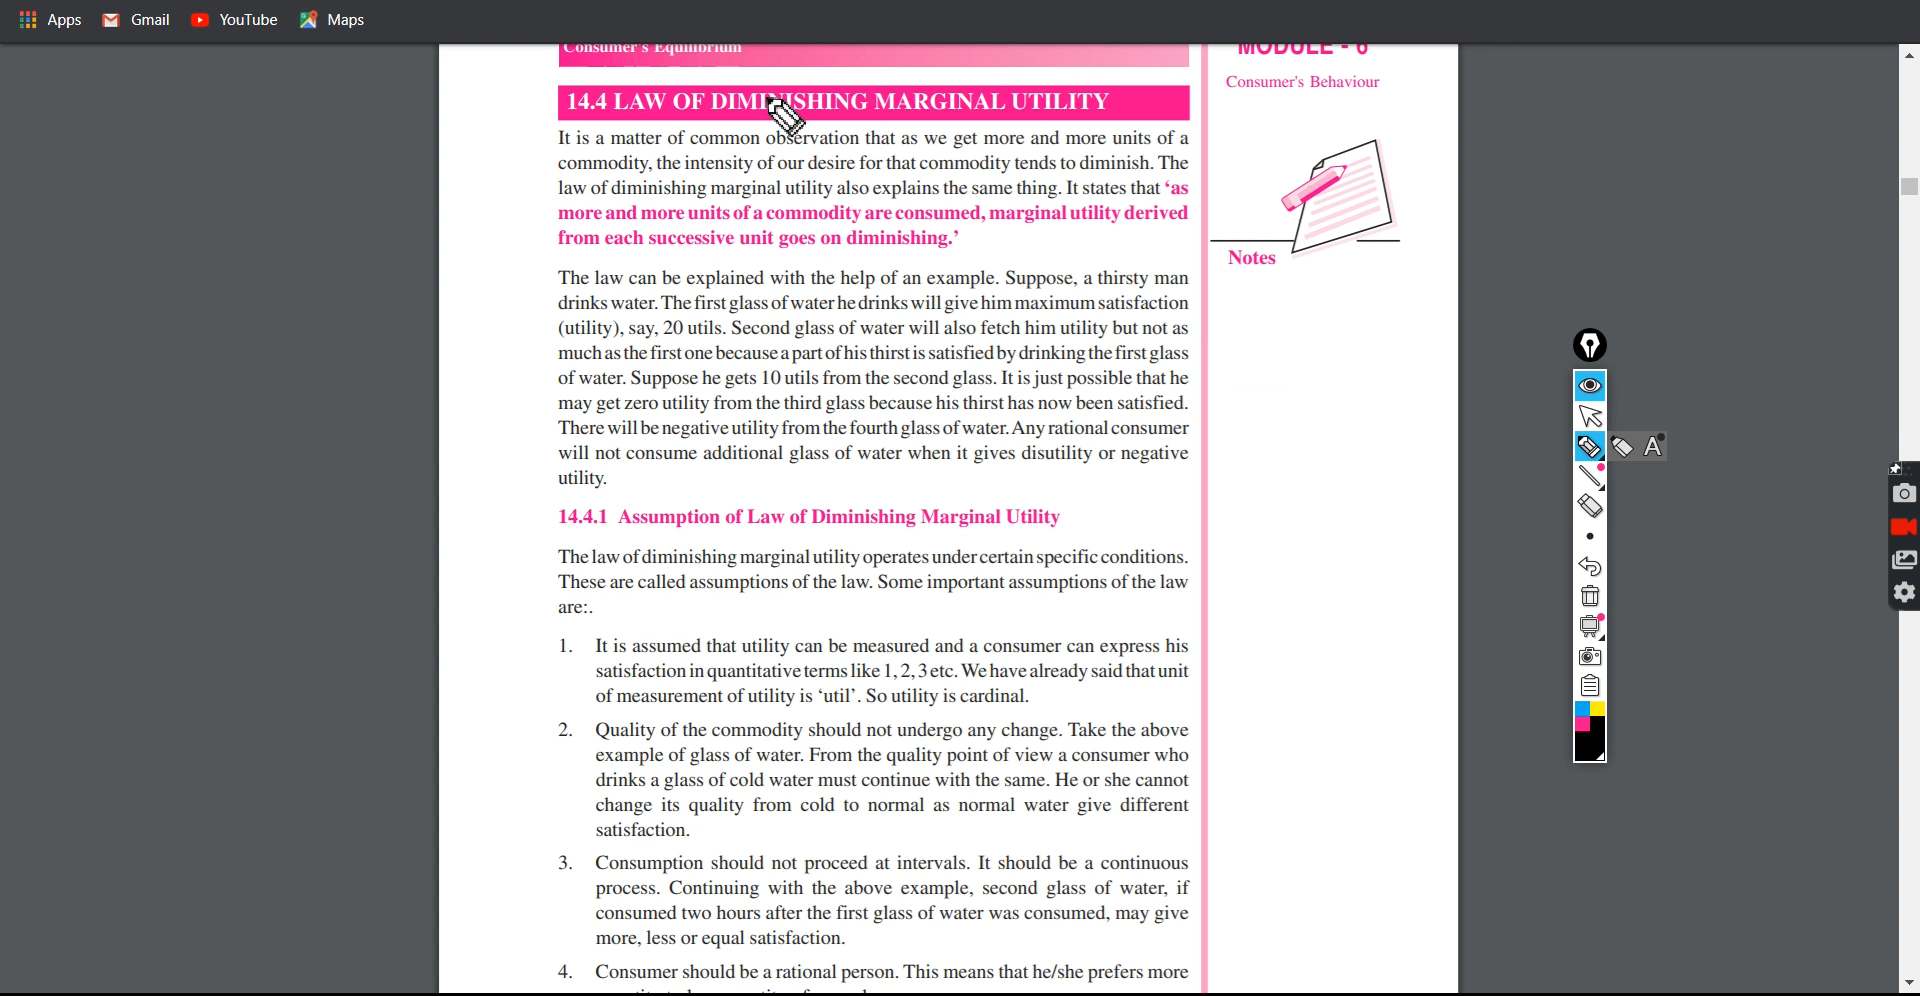 Apps Gmail YouTube Maps
Consumer's Equilibrium
MODULE - 6
Consumer's Behaviour
14.4 LAW OF DIMINISHING MARGINAL UTILITY
It is a matter of common observation that as we get more and more units of a
commodity, the intensity of our desire for that commodity tends to diminish. The
law of diminishing marginal utility also explains the same thing. It states that ‘as
more and more units of a commodity are consumed, marginal utility derived
from each successive unit goes on diminishing.’
Notes
The law can be explained with the help of an example. Suppose, a thirsty man
drinks water. The first glass of water he drinks will give him maximum satisfaction
(utility), say, 20 utils. Second glass of water will also fetch him utility but not as
much as the first one because a part of his thirst is satisfied by drinking the first glass
of water. Suppose he gets 10 utils from the second glass. It is just possible that he
may get zero utility from the third glass because his thirst has now been satisfied.
There will be negative utility from the fourth glass of water. Any rational consumer
will not consume additional glass of water when it gives disutility or negative
utility.
14.4.1 Assumption of Law of Diminishing Marginal Utility
The law of diminishing marginal utility operates under certain specific conditions.
These are called assumptions of the law. Some important assumptions of the law
are:.
1. It is assumed that utility can be measured and a consumer can express his
satisfaction in quantitative terms like 1, 2, 3 etc. We have already said that unit
of measurement of utility is ‘util’. So utility is cardinal.
2. Quality of the commodity should not undergo any change. Take the above
example of glass of water. From the quality point of view a consumer who
drinks a glass of cold water must continue with the same. He or she cannot
change its quality from cold to normal as normal water give different
satisfaction.
3. Consumption should not proceed at intervals. It should be a continuous
process. Continuing with the above example, second glass of water, if
consumed two hours after the first glass of water was consumed, may give
more, less or equal satisfaction.
4. Consumer should be a rational person. This means that he/she prefers more
A